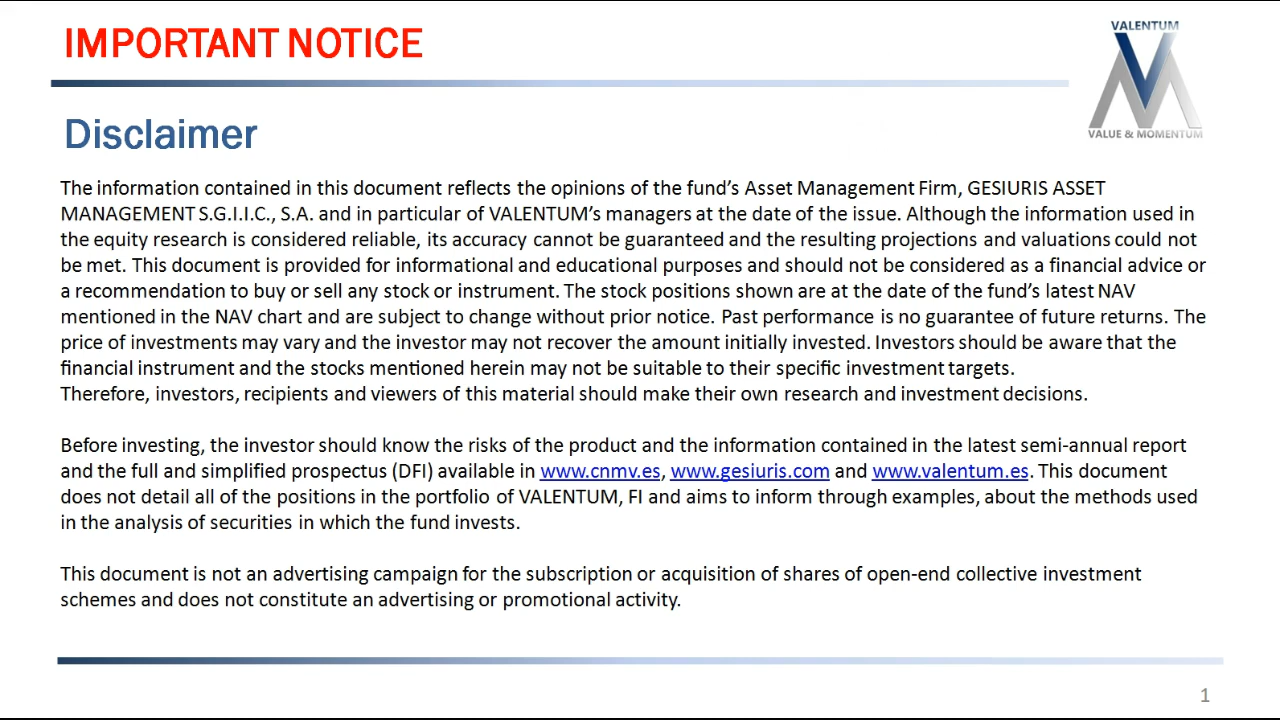 IMPORTANT NOTICE
VALENTUM
VALUE & MOMENTUM
Disclaimer
The information contained in this document reflects the opinions of the fund’s Asset Management Firm, GESIURIS ASSET
MANAGEMENT S.G.I.I.C., S.A. and in particular of VALENTUM’s managers at the date of the issue. Although the information used in
the equity research is considered reliable, its accuracy cannot be guaranteed and the resulting projections and valuations could not
be met. This document is provided for informational and educational purposes and should not be considered as a financial advice or
a recommendation to buy or sell any stock or instrument. The stock positions shown are at the date of the fund’s latest NAV
mentioned in the NAV chart and are subject to change without prior notice. Past performance is no guarantee of future returns. The
price of investments may vary and the investor may not recover the amount initially invested. Investors should be aware that the
financial instrument and the stocks mentioned herein may not be suitable to their specific investment targets.
Therefore, investors, recipients and viewers of this material should make their own research and investment decisions.
Before investing, the investor should know the risks of the product and the information contained in the latest semi-annual report
and the full and simplified prospectus (DFI) available in www.cnmv.es, www.gesiuris.com and www.valentum.es. This document
does not detail all of the positions in the portfolio of VALENTUM, FI and aims to inform through examples, about the methods used
in the analysis of securities in which the fund invests.
This document is not an advertising campaign for the subscription or acquisition of shares of open-end collective investment
schemes and does not constitute an advertising or promotional activity.
1